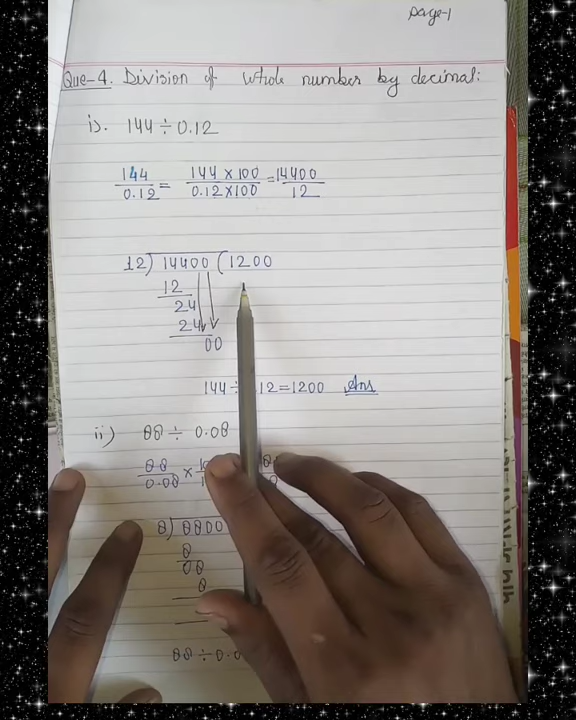 Page-1
Que-4. Division of Whole number by decimal:
i). 144 ÷ 0.12
144/0.12 = 144 x 100/0.12 x 100 = 14400/12
12) 14400 (1200
12
24
24
00
144 ÷ 12 = 1200 Ans
ii) 88 ÷ 0.08
88/0.08 x
8) 8800
8
08
8
88 ÷ 0.0